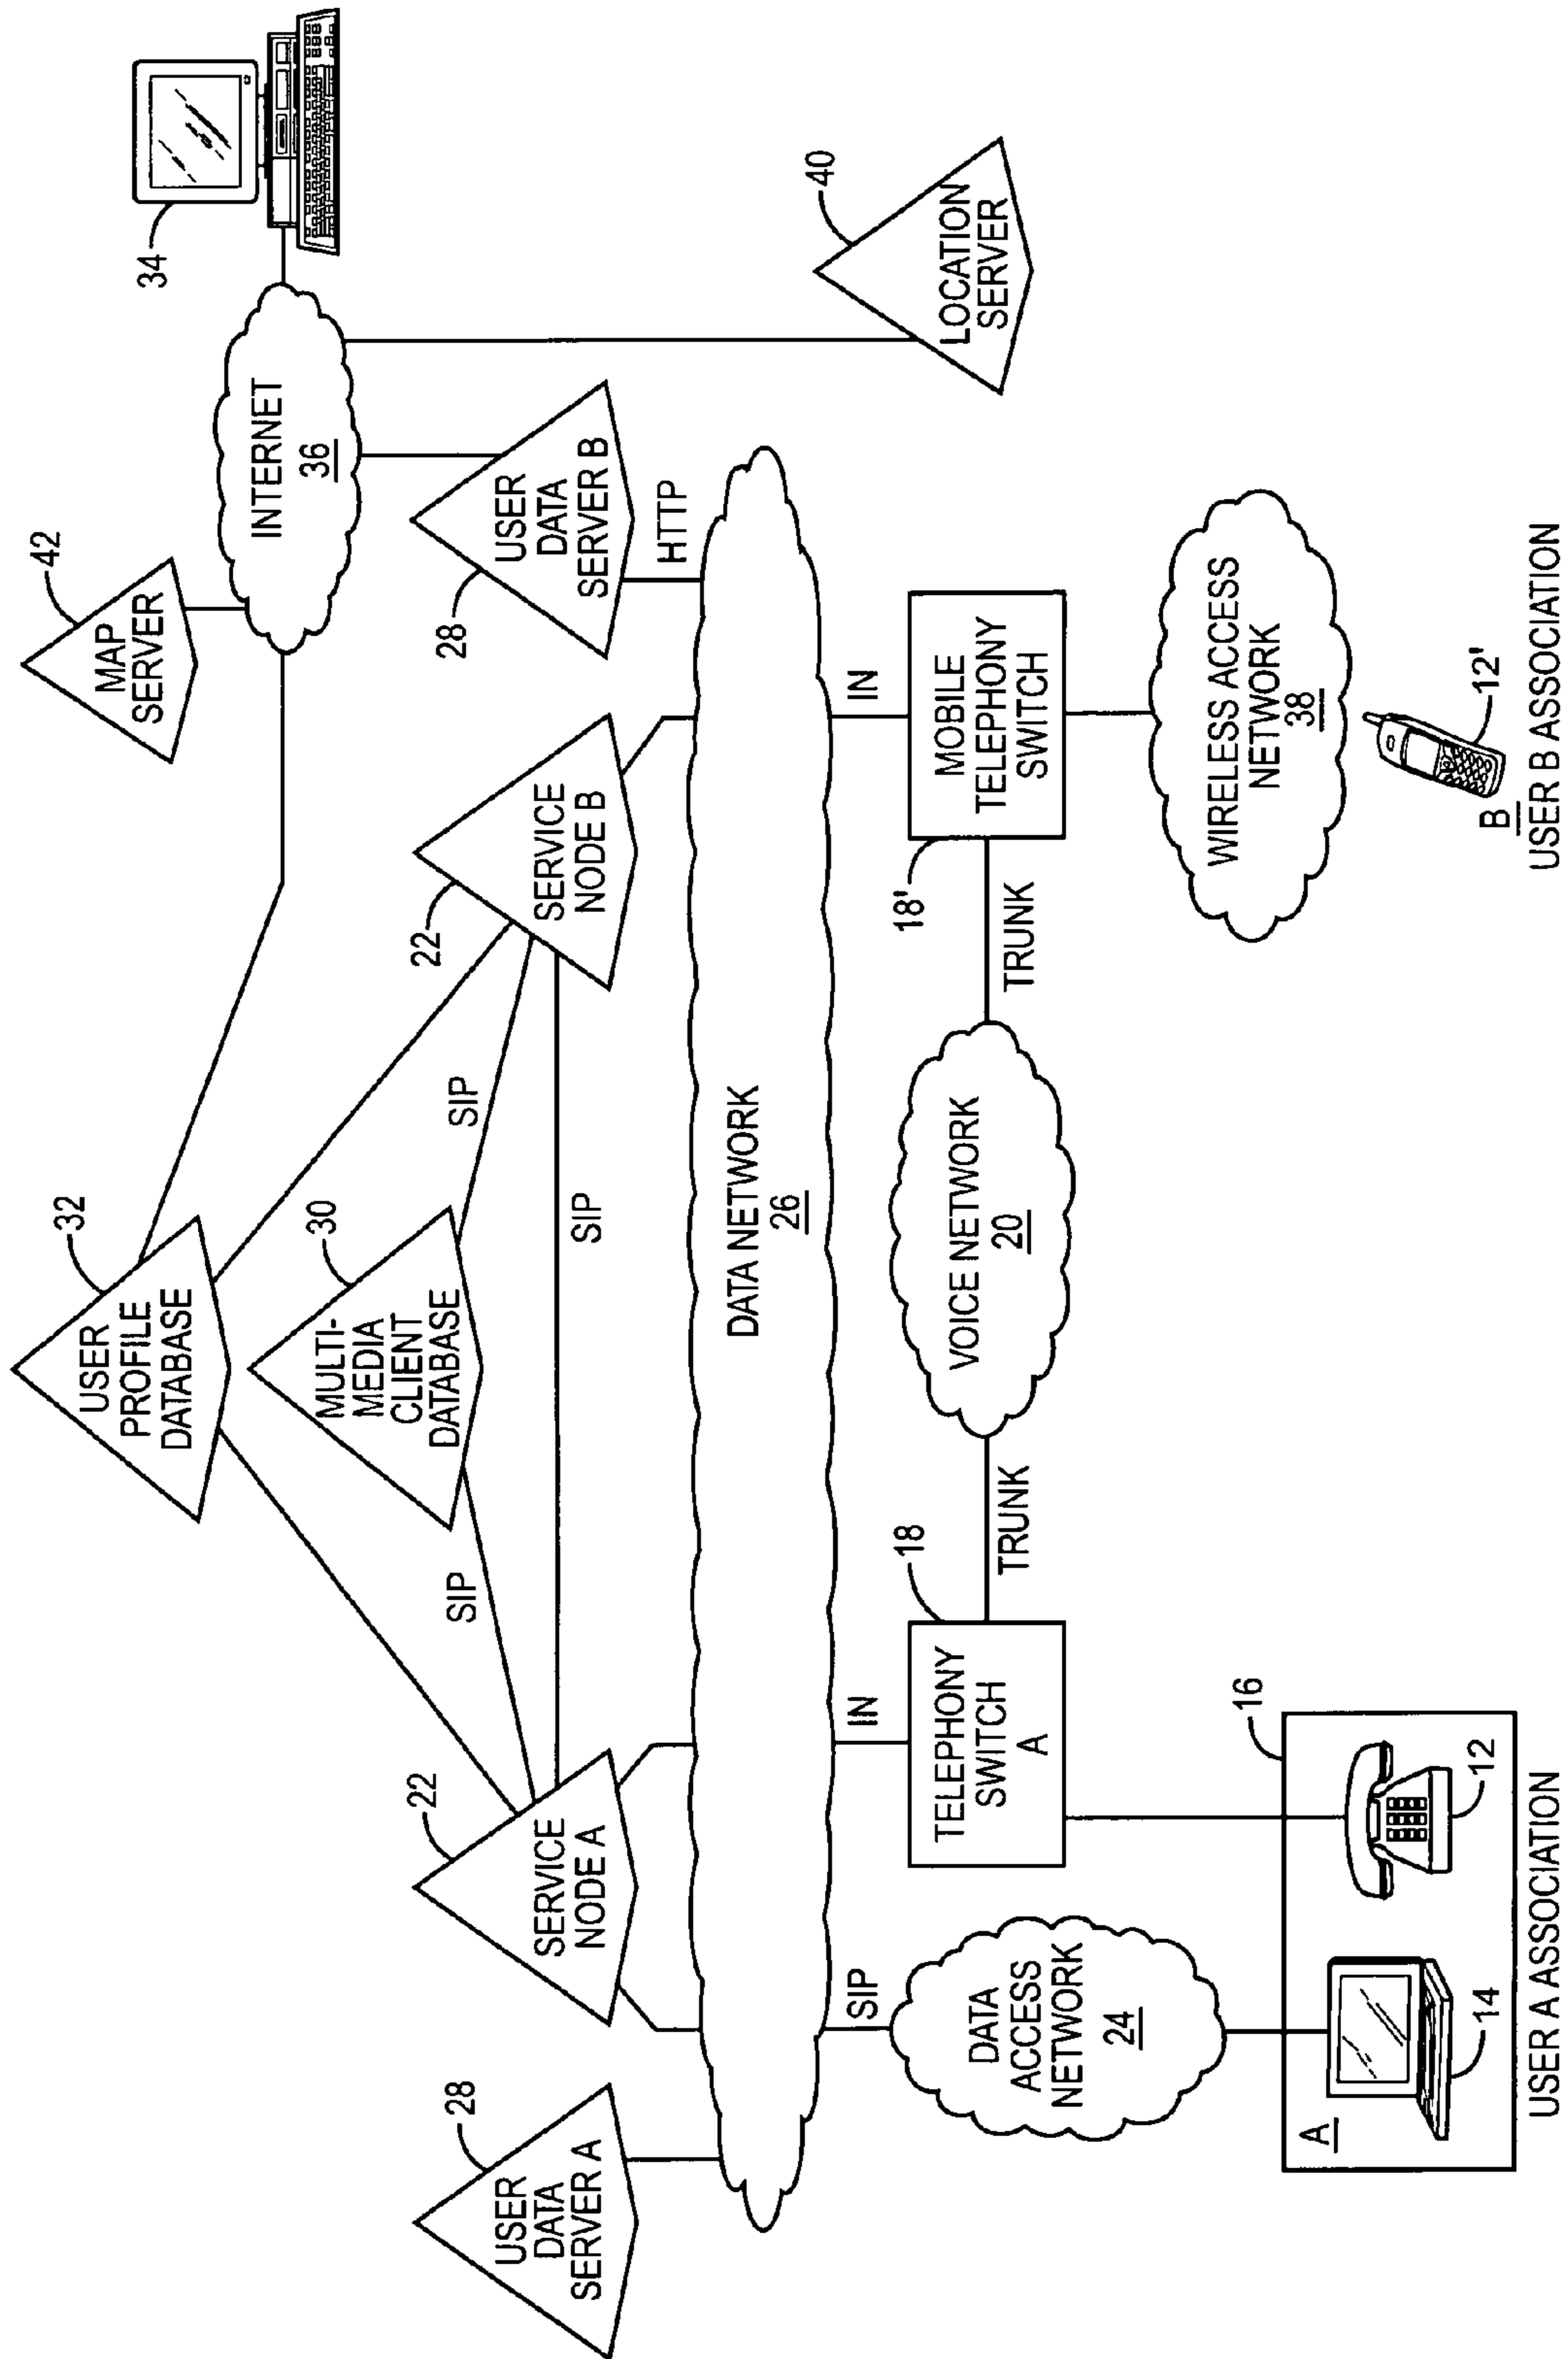 USER
PROFILE
DATABASE
32
MULTI-
MEDIA
CLIENT
DATABASE
30
MAP
SERVER
42
34
INTERNET
36
USER
DATA
SERVER A
28
SERVICE
NODE A
22
SIP
SIP
SIP
SERVICE
NODE B
22
USER
DATA
SERVER B
28
HTTP
LOCATION
SERVER
40
DATA NETWORK
26
SIP
IN
IN
DATA
ACCESS
NETWORK
24
TELEPHONY
SWITCH
A
18
TRUNK
VOICE NETWORK
20
TRUNK
18'
MOBILE
TELEPHONY
SWITCH
WIRELESS ACCESS
NETWORK
38
16
A
14
12
USER A ASSOCIATION
B
12'
USER B ASSOCIATION